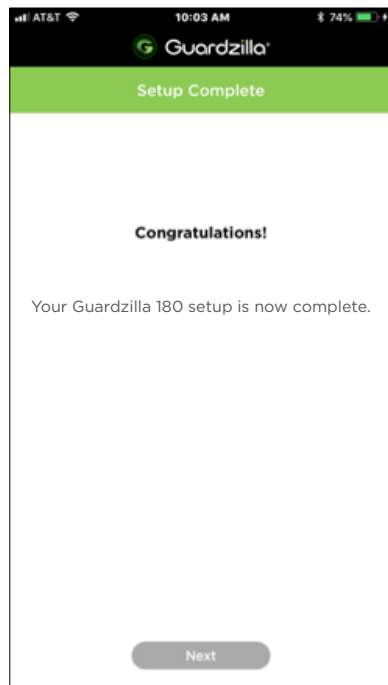 AT&T 10:03 AM 74%
Guardzilla®
Setup Complete
Congratulations!
Your Guardzilla 180 setup is now complete.
Next